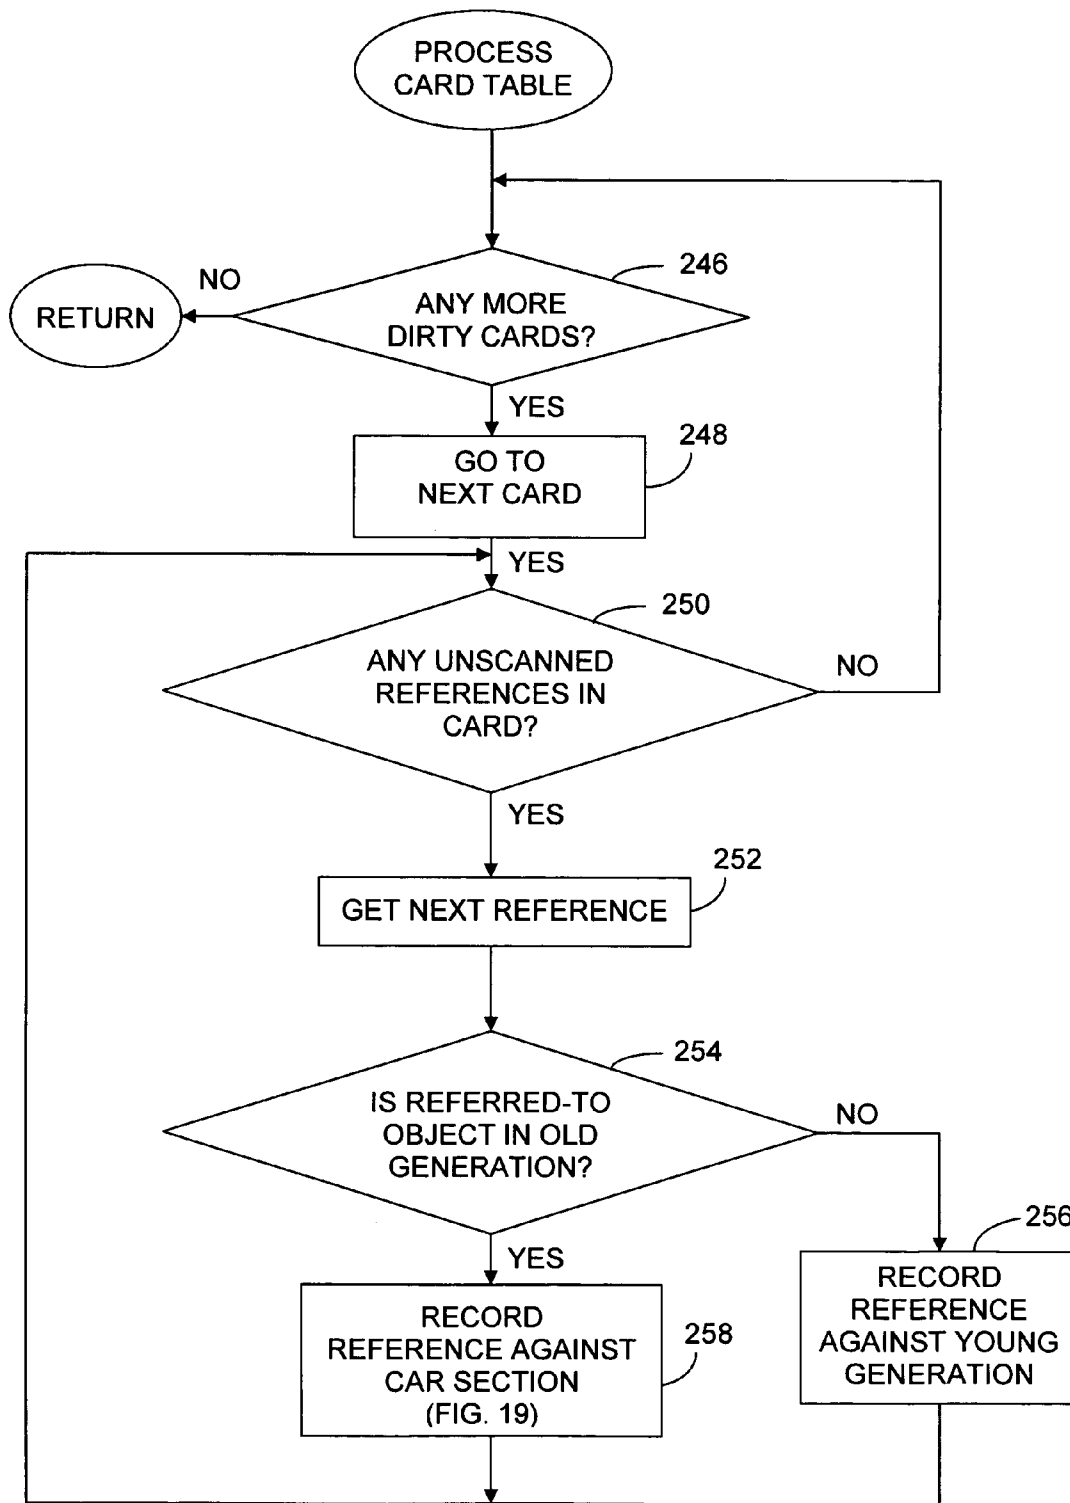 PROCESS
CARD TABLE
246
NO
RETURN
ANY MORE
DIRTY CARDS?
YES
248
GO TO
NEXT CARD
YES
250
ANY UNSCANNED
REFERENCES IN
CARD?
NO
YES
252
GET NEXT REFERENCE
254
IS REFERRED-TO
OBJECT IN OLD
GENERATION?
NO
YES
256
RECORD
REFERENCE
AGAINST YOUNG
GENERATION
RECORD
REFERENCE AGAINST
CAR SECTION
(FIG. 19)
258